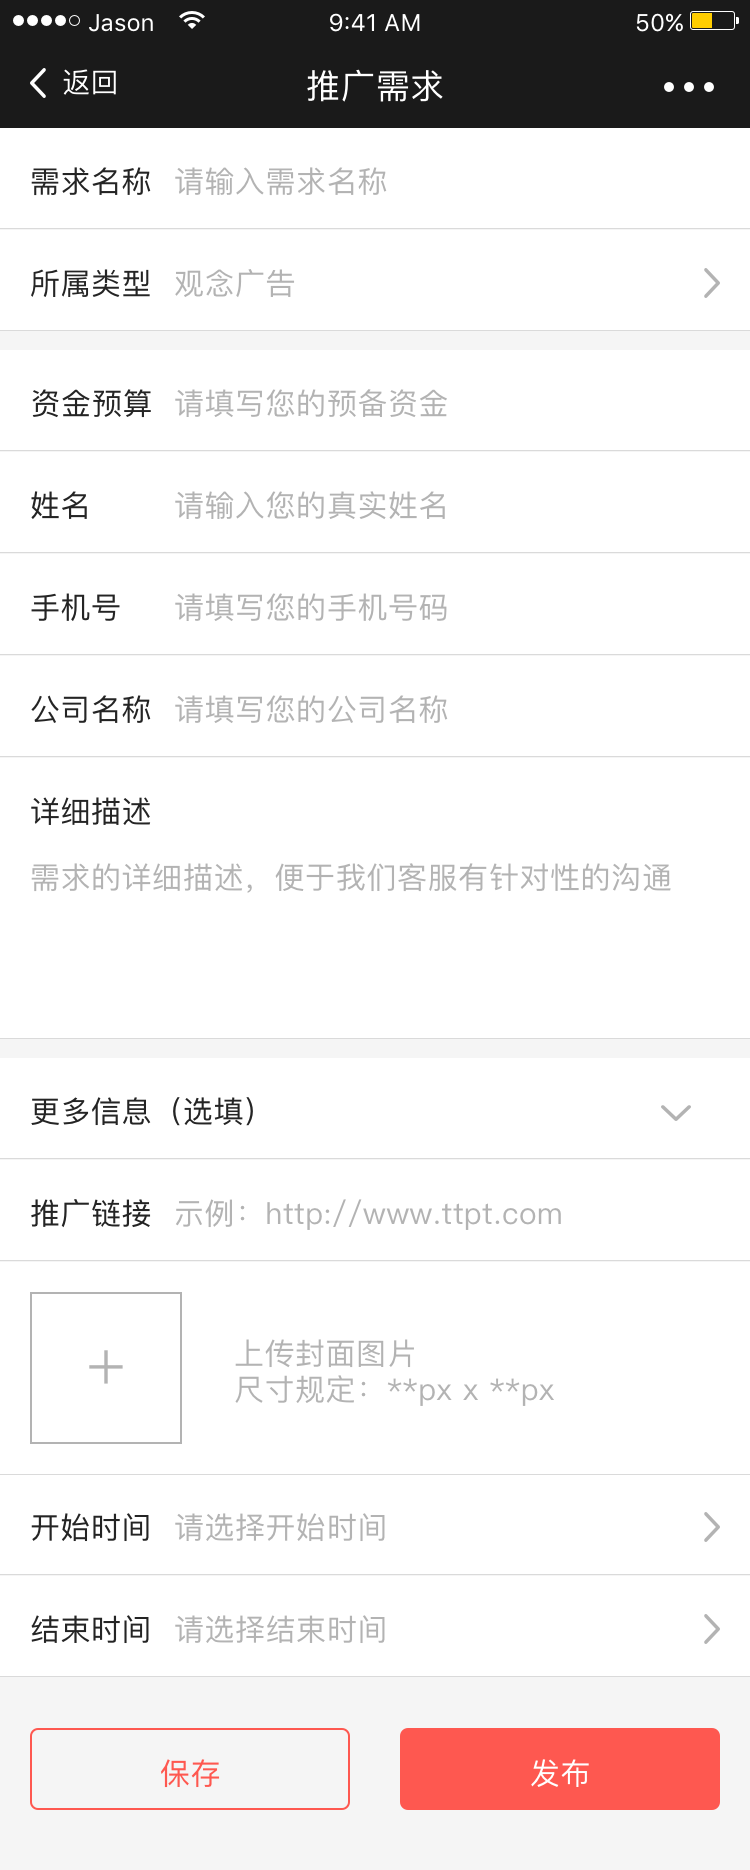 Jason 9:41 AM 50%
返回 推广需求
需求名称 请输入需求名称
所属类型 观念广告
资金预算 请填写您的预备资金
姓名 请输入您的真实姓名
手机号 请填写您的手机号码
公司名称 请填写您的公司名称
详细描述
需求的详细描述，便于我们客服有针对性的沟通
更多信息（选填）
推广链接 示例：http://www.ttpt.com
上传封面图片
尺寸规定：**px x **px
开始时间 请选择开始时间
结束时间 请选择结束时间
保存 发布